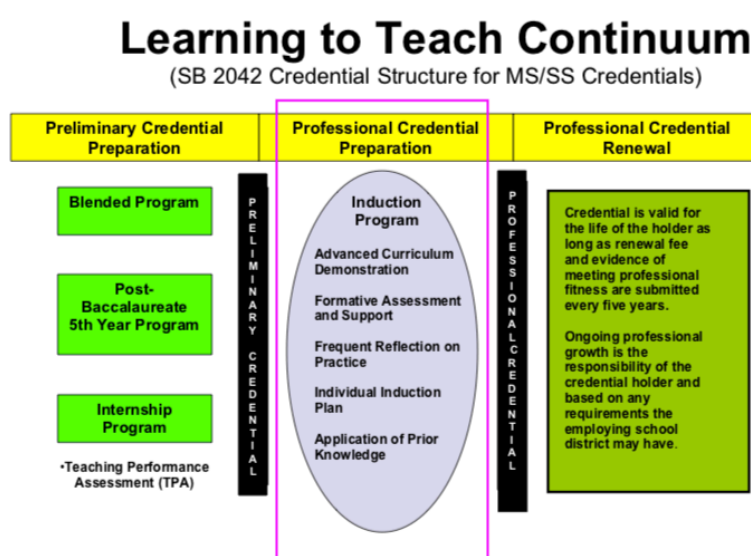 Learning to Teach Continuum
(SB 2042 Credential Structure for MS/SS Credentials)
Preliminary Credential
Preparation
Professional Credential
Preparation
Professional Credential
Renewal
Blended Program
Post-
Baccalaureate
5th Year Program
Internship
Program
•Teaching Performance
Assessment (TPA)
PRELIMINARY CREDENTIAL
Induction
Program
Advanced Curriculum
Demonstration
Formative Assessment
and Support
Frequent Reflection on
Practice
Individual Induction
Plan
Application of Prior
Knowledge
PROFESSIONAL CREDENTIAL
Credential is valid for
the life of the holder as
long as renewal fee
and evidence of
meeting professional
fitness are submitted
every five years.
Ongoing professional
growth is the
responsibility of the
credential holder and
based on any
requirements the
employing school
district may have.